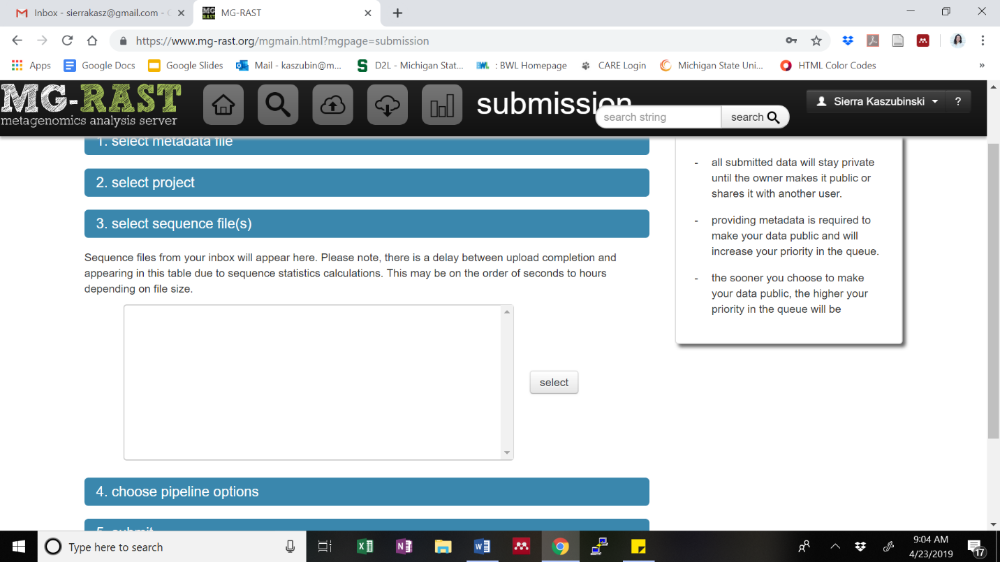 Inbox - sierrakasz@gmail.com -
MG-RAST
https://www.mg-rast.org/mgmain.html?mgpage=submission
Apps
Google Docs
Google Slides
Mail - kaszubin@m...
D2L - Michigan Stat...
: BWL Homepage
CARE Login
Michigan State Uni...
HTML Color Codes
»
MG-RAST
metagenomics analysis server
submission
search string
search
Sierra Kaszubinski
?
1. select metadata file
2. select project
3. select sequence file(s)
Sequence files from your inbox will appear here. Please note, there is a delay between upload completion and
appearing in this table due to sequence statistics calculations. This may be on the order of seconds to hours
depending on file size.
select
4. choose pipeline options
5. submit
- all submitted data will stay private
until the owner makes it public or
shares it with another user.
- providing metadata is required to
make your data public and will
increase your priority in the queue.
- the sooner you choose to make
your data public, the higher your
priority in the queue will be
Type here to search
9:04 AM
4/23/2019
17